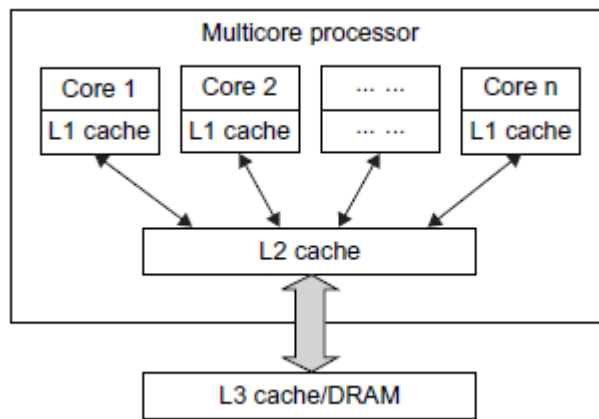 Multicore processor
Core 1
Core 2
... ...
Core n
L1 cache
L1 cache
... ...
L1 cache
L2 cache
L3 cache/DRAM